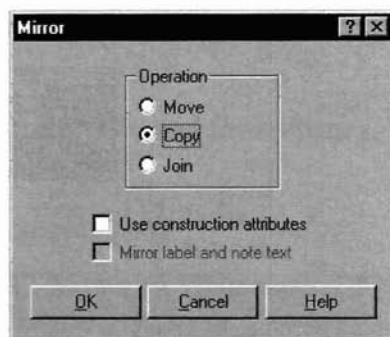 Mirror
Operation
Move
Copy
Join
Use construction attributes
Mirror label and note text
OK Cancel Help